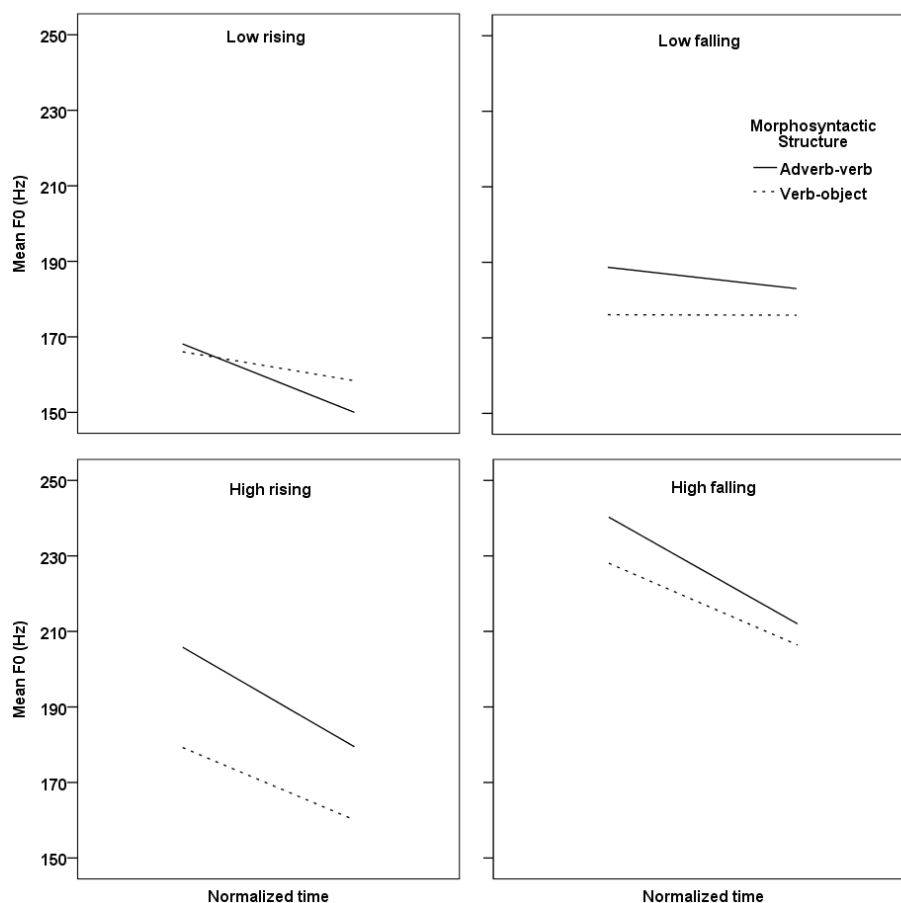 Low rising
Low falling
250
230
210
190
170
150
Mean F0 (Hz)
Morphosyntactic
Structure
Adverb-verb
Verb-object
High rising
High falling
250
230
210
190
170
150
Mean F0 (Hz)
Normalized time
Normalized time